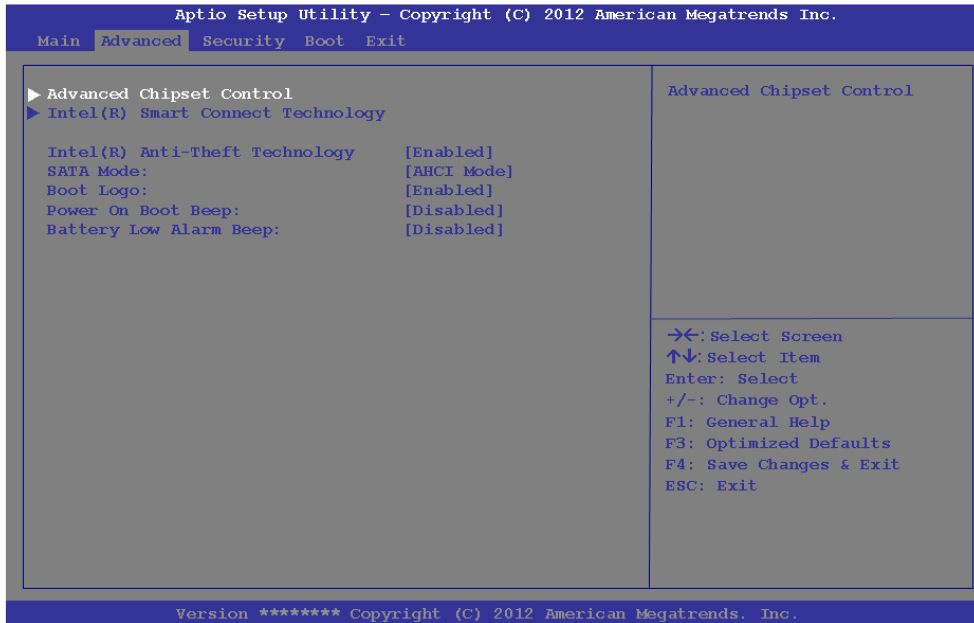 Aptio Setup Utility – Copyright (C) 2012 American Megatrends Inc.
Main Advanced Security Boot Exit
▶ Advanced Chipset Control
▶ Intel(R) Smart Connect Technology
Intel(R) Anti-Theft Technology [Enabled]
SATA Mode: [AHCI Mode]
Boot Logo: [Enabled]
Power On Boot Beep: [Disabled]
Battery Low Alarm Beep: [Disabled]
Advanced Chipset Control
→←: Select Screen
↑↓: Select Item
Enter: Select
+/-: Change Opt.
F1: General Help
F3: Optimized Defaults
F4: Save Changes & Exit
ESC: Exit
Version ******** Copyright (C) 2012 American Megatrends. Inc.